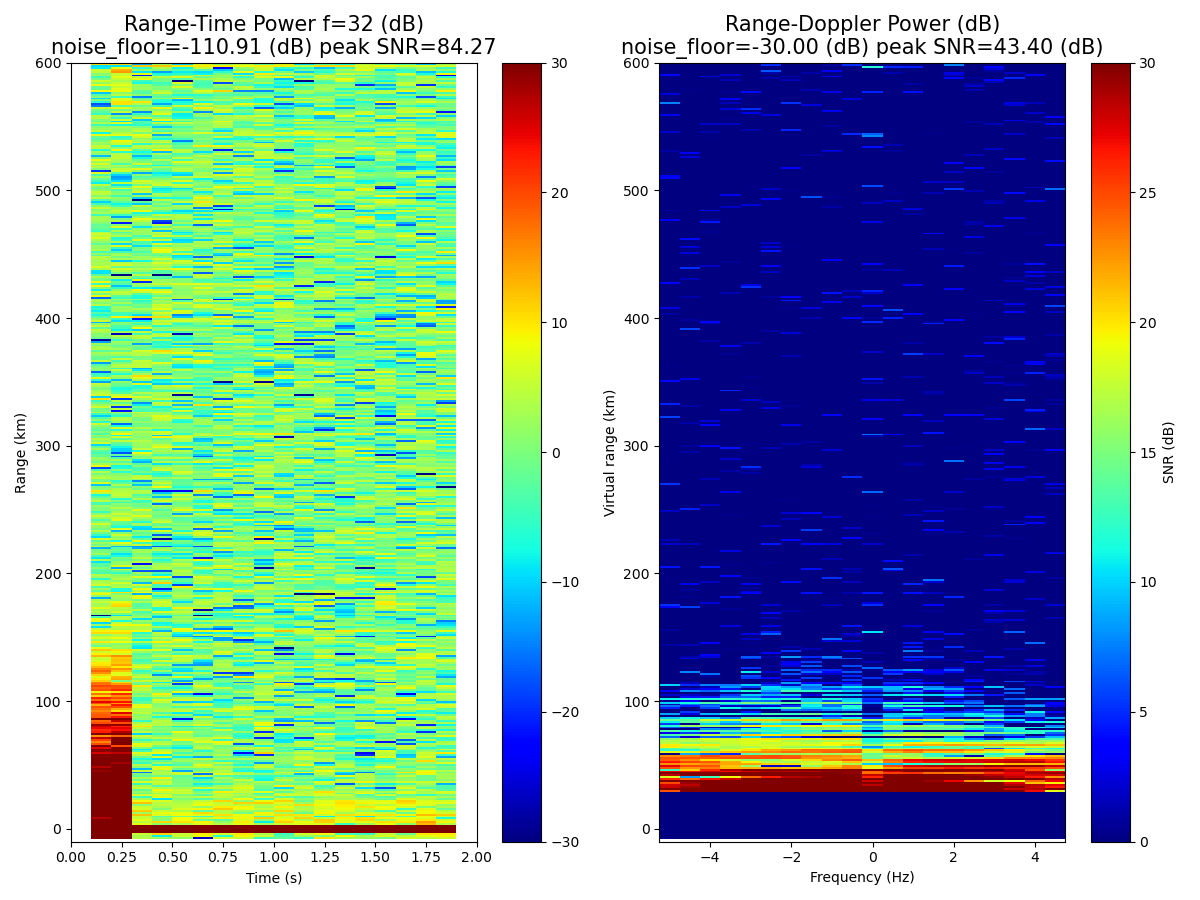 Range-Time Power f=32 (dB)
noise_floor=-110.91 (dB) peak SNR=84.27
Range (km)
600
500
400
300
200
100
0
0.00 0.25 0.50 0.75 1.00 1.25 1.50 1.75 2.00
Time (s)
30
20
10
0
−10
−20
−30
Range-Doppler Power (dB)
noise_floor=-30.00 (dB) peak SNR=43.40 (dB)
Virtual range (km)
600
500
400
300
200
100
0
−4 −2 0 2 4
Frequency (Hz)
30
25
20
15
10
5
0
SNR (dB)